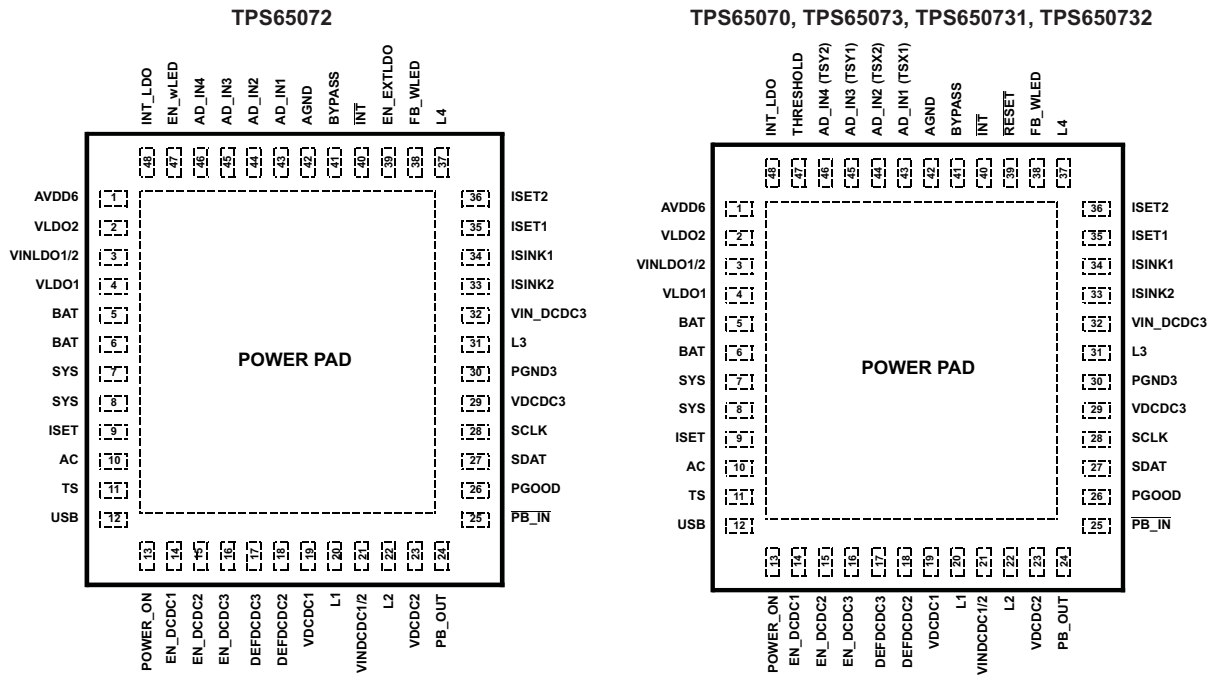 TPS65072
INT_LDO
EN_wLED
AD_IN4
AD_IN3
AD_IN2
AD_IN1
AGND
BYPASS
INT
EN_EXTLDO
FB_WLED
L4
48
47
46
45
44
43
42
41
40
39
38
37
AVDD6 1
VLDO2 2
VINLDO1/2 3
VLDO1 4
BAT 5
BAT 6
SYS 7
SYS 8
ISET 9
AC 10
TS 11
USB 12
POWER PAD
36 ISET2
35 ISET1
34 ISINK1
33 ISINK2
32 VIN_DCDC3
31 L3
30 PGND3
29 VDCDC3
28 SCLK
27 SDAT
26 PGOOD
25 PB_IN
13
14
15
16
17
18
19
20
21
22
23
24
POWER_ON
EN_DCDC1
EN_DCDC2
EN_DCDC3
DEFDCDC3
DEFDCDC2
VDCDC1
L1
VINDCDC1/2
L2
VDCDC2
PB_OUT
TPS65070, TPS65073, TPS650731, TPS650732
INT_LDO
THRESHOLD
AD_IN4 (TSY2)
AD_IN3 (TSY1)
AD_IN2 (TSX2)
AD_IN1 (TSX1)
AGND
BYPASS
INT
RESET
FB_WLED
L4
48
47
46
45
44
43
42
41
40
39
38
37
AVDD6 1
VLDO2 2
VINLDO1/2 3
VLDO1 4
BAT 5
BAT 6
SYS 7
SYS 8
ISET 9
AC 10
TS 11
USB 12
POWER PAD
36 ISET2
35 ISET1
34 ISINK1
33 ISINK2
32 VIN_DCDC3
31 L3
30 PGND3
29 VDCDC3
28 SCLK
27 SDAT
26 PGOOD
25 PB_IN
13
14
15
16
17
18
19
20
21
22
23
24
POWER_ON
EN_DCDC1
EN_DCDC2
EN_DCDC3
DEFDCDC3
DEFDCDC2
VDCDC1
L1
VINDCDC1/2
L2
VDCDC2
PB_OUT